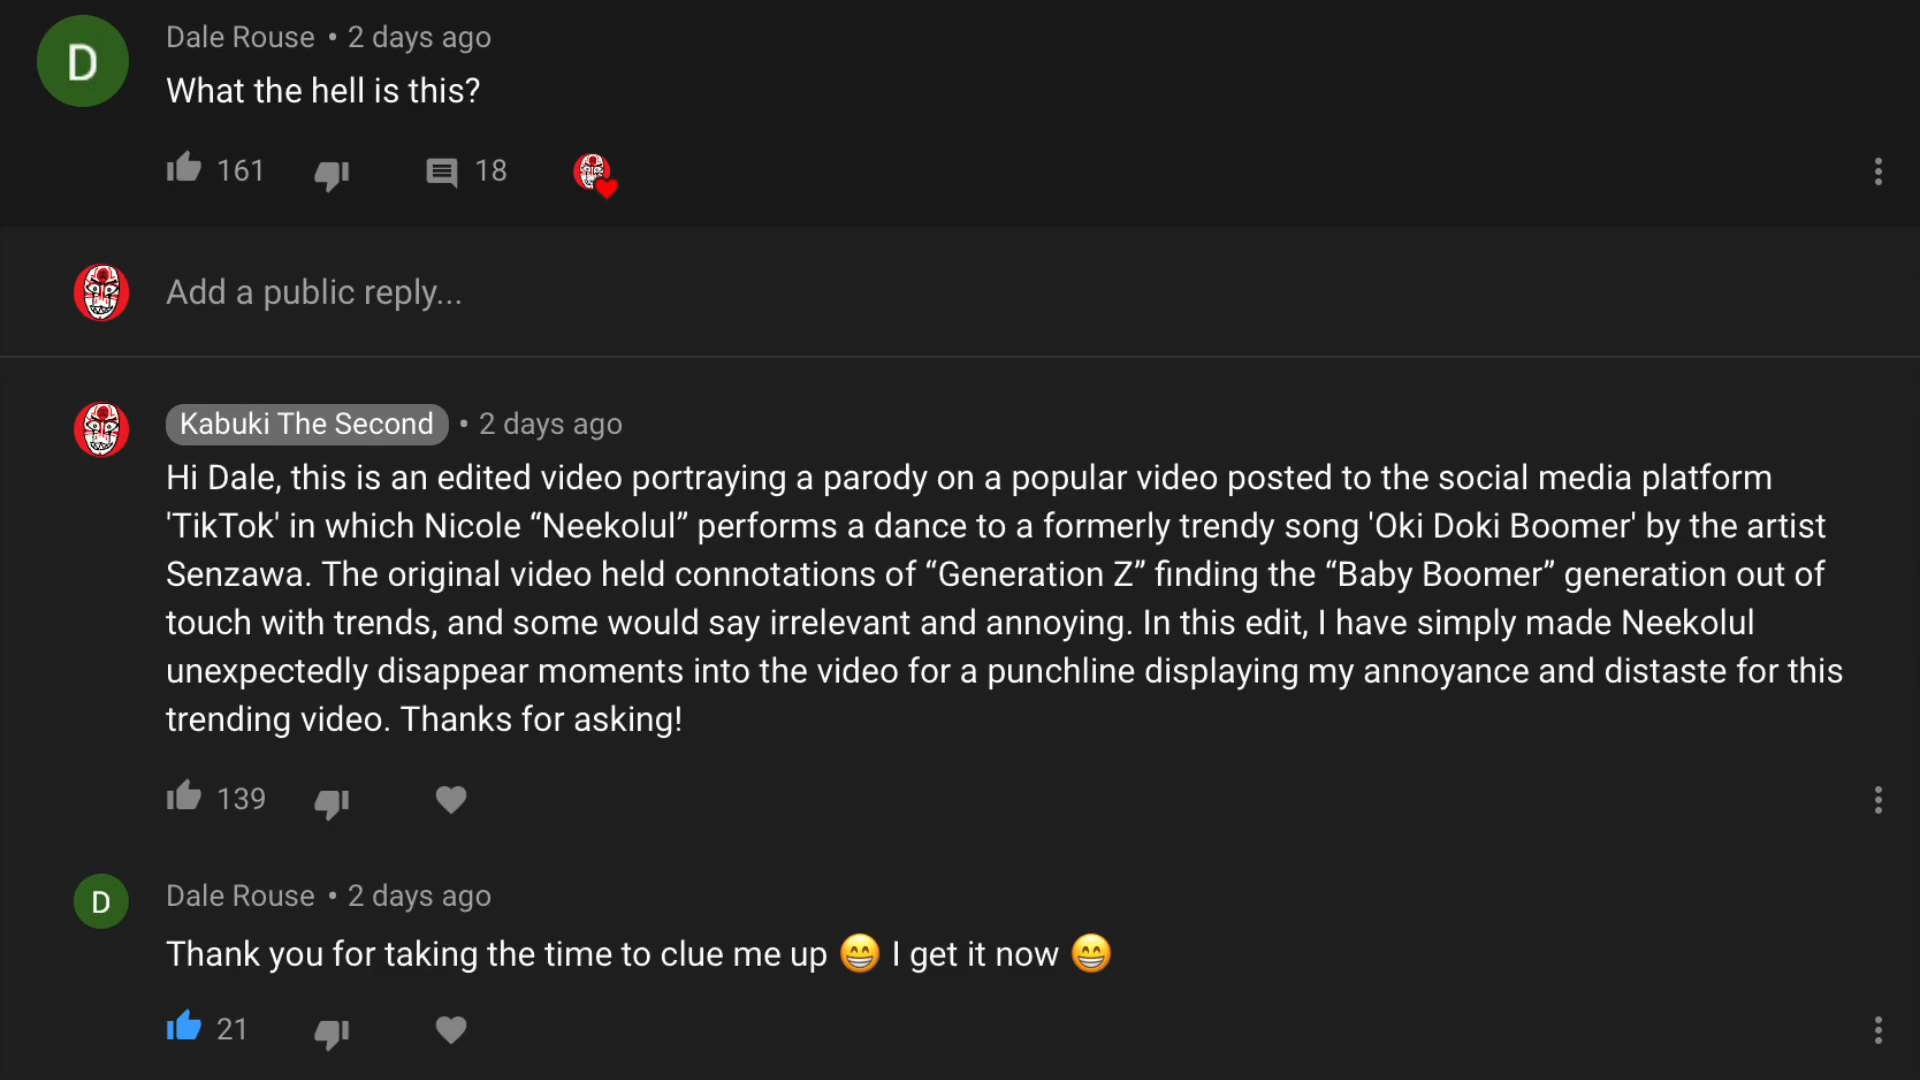 D
Dale Rouse • 2 days ago
What the hell is this?
161 18
Add a public reply...
Kabuki The Second • 2 days ago
Hi Dale, this is an edited video portraying a parody on a popular video posted to the social media platform
'TikTok' in which Nicole “Neekolul” performs a dance to a formerly trendy song 'Oki Doki Boomer' by the artist
Senzawa. The original video held connotations of “Generation Z” finding the “Baby Boomer” generation out of
touch with trends, and some would say irrelevant and annoying. In this edit, I have simply made Neekolul
unexpectedly disappear moments into the video for a punchline displaying my annoyance and distaste for this
trending video. Thanks for asking!
139
D
Dale Rouse • 2 days ago
Thank you for taking the time to clue me up 😁 I get it now 😁
21